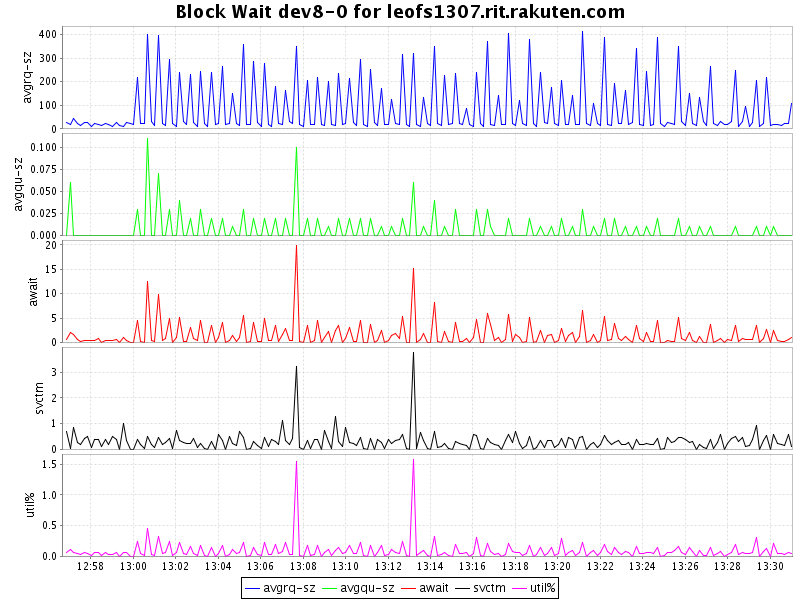 Block Wait dev8-0 for leofs1307.rit.rakuten.com
avgrq-sz
400
300
200
100
0
avgqu-sz
0.100
0.075
0.050
0.025
0.000
await
20
15
10
5
0
svctm
3
2
1
0
util%
1.5
1.0
0.5
0.0
12:58 13:00 13:02 13:04 13:06 13:08 13:10 13:12 13:14 13:16 13:18 13:20 13:22 13:24 13:26 13:28 13:30
avgrq-sz avgqu-sz await svctm util%